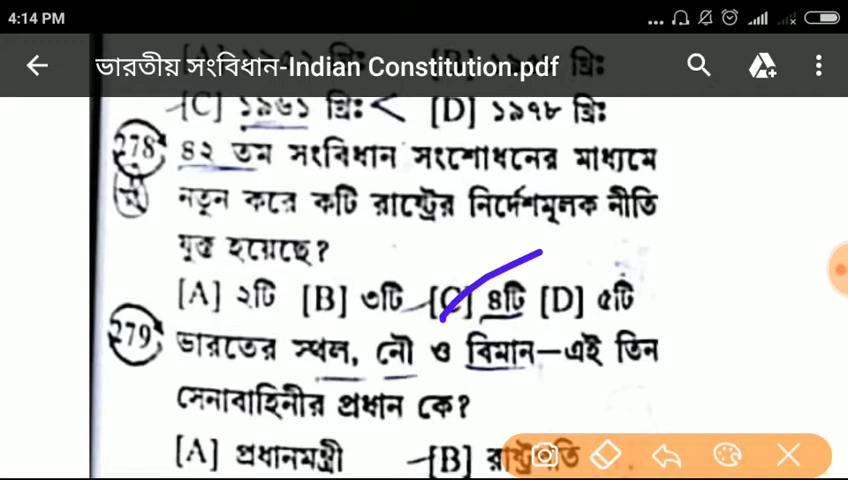 4:14 PM
ভারতীয় সংবিধান-Indian Constitution.pdf
[C] ১৯৬১ খ্রিঃ [D] ১৯৭৮ খ্রিঃ
278 ৪২ তম সংবিধান সংশোধনের মাধ্যমে
নতুন করে কটি রাষ্ট্রের নির্দেশমূলক নীতি
যুক্ত হয়েছে?
[A] ২টি [B] ৩টি [C] ৪টি [D] ৫টি
279 ভারতের স্থল, নৌ ও বিমান—এই তিন
সেনাবাহিনীর প্রধান কে?
[A] প্রধানমন্ত্রী [B] রাষ্ট্রপতি